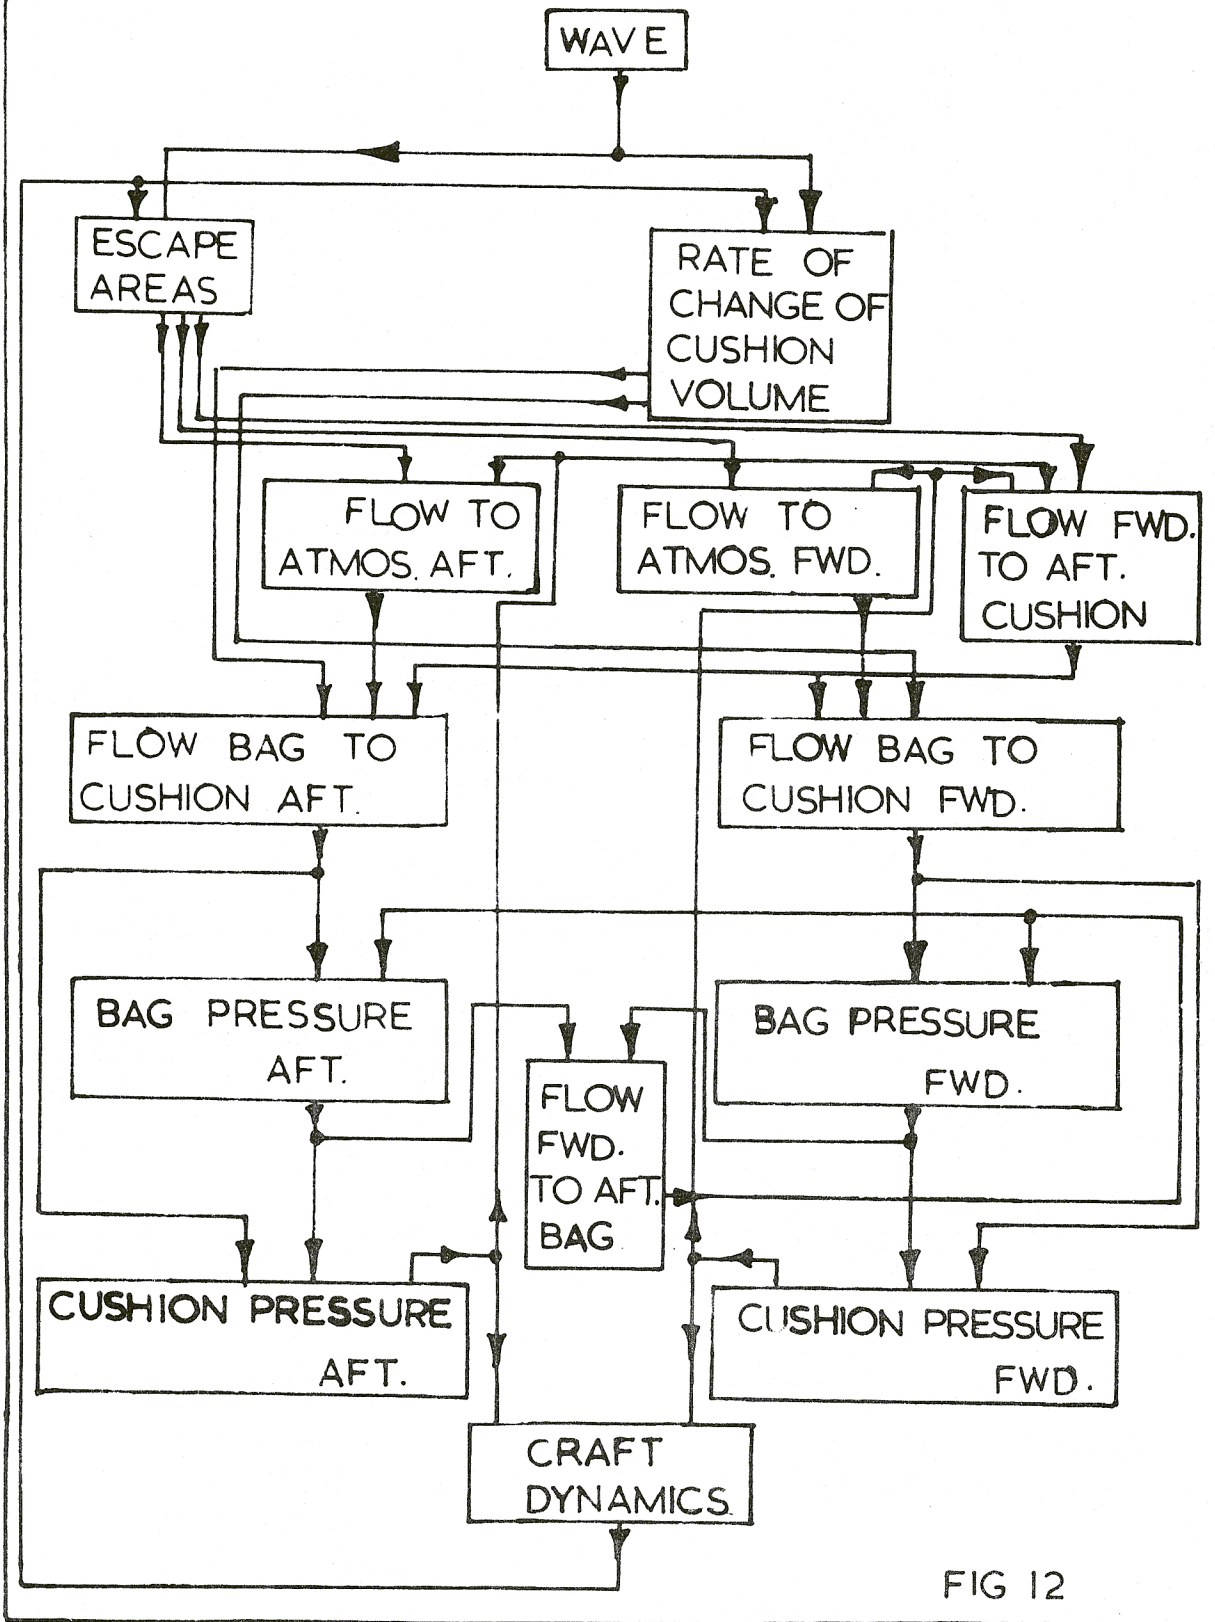 WAVE
ESCAPE
AREAS
RATE OF
CHANGE OF
CUSHION
VOLUME
FLOW TO
ATMOS. AFT.
FLOW TO
ATMOS. FWD.
FLOW FWD.
TO AFT.
CUSHION
FLOW BAG TO
CUSHION AFT.
FLOW BAG TO
CUSHION FWD.
BAG PRESSURE
AFT.
BAG PRESSURE
FWD.
FLOW
FWD.
TO AFT.
BAG
CUSHION PRESSURE
AFT.
CUSHION PRESSURE
FWD.
CRAFT
DYNAMICS.
FIG 12